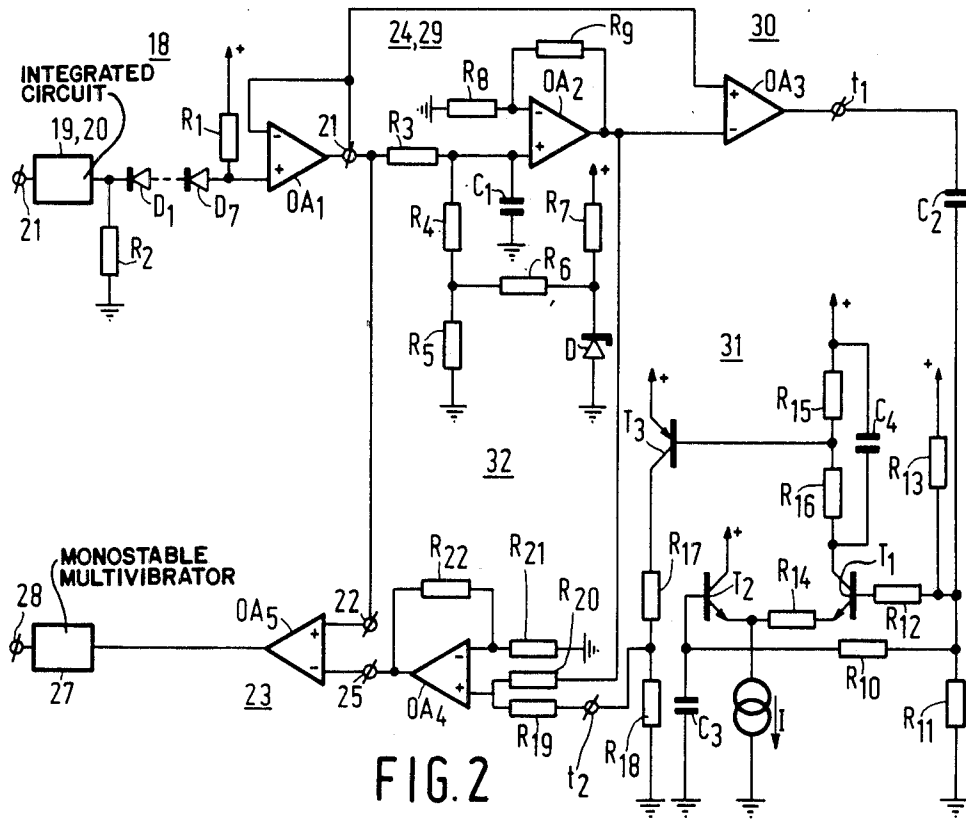 18
INTEGRATED
CIRCUIT
19, 20
21
D1
D7
R1
R2
+
-
+
OA1
21
24, 29
R3
R8
R9
OA2
-
+
R4
C1
R7
+
R6
R5
D
30
OA3
+
-
t1
C2
31
T3
+
R15
+
C4
R16
R13
+
T1
R12
R14
T2
+
R17
R10
R11
R18
C3
I
32
R22
R21
R20
R19
t2
OA4
-
+
22
25
OA5
+
-
23
MONOSTABLE
MULTIVIBRATOR
28
27
FIG. 2